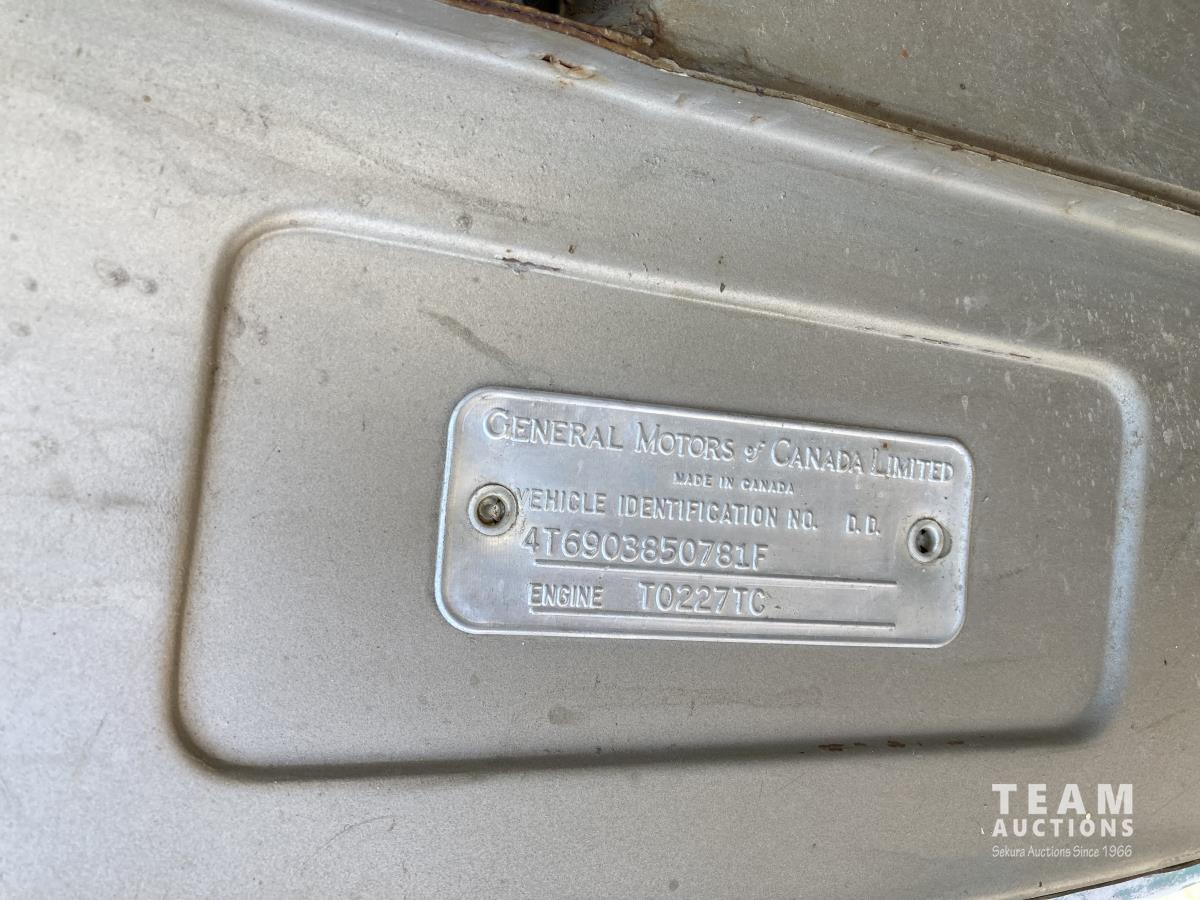 GENERAL MOTORS of CANADA LIMITED
MADE IN CANADA
VEHICLE IDENTIFICATION NO. D.D.
4T6903850781F
ENGINE T0227TC
TEAM
AUCTIONS
Sekura Auctions Since 1966